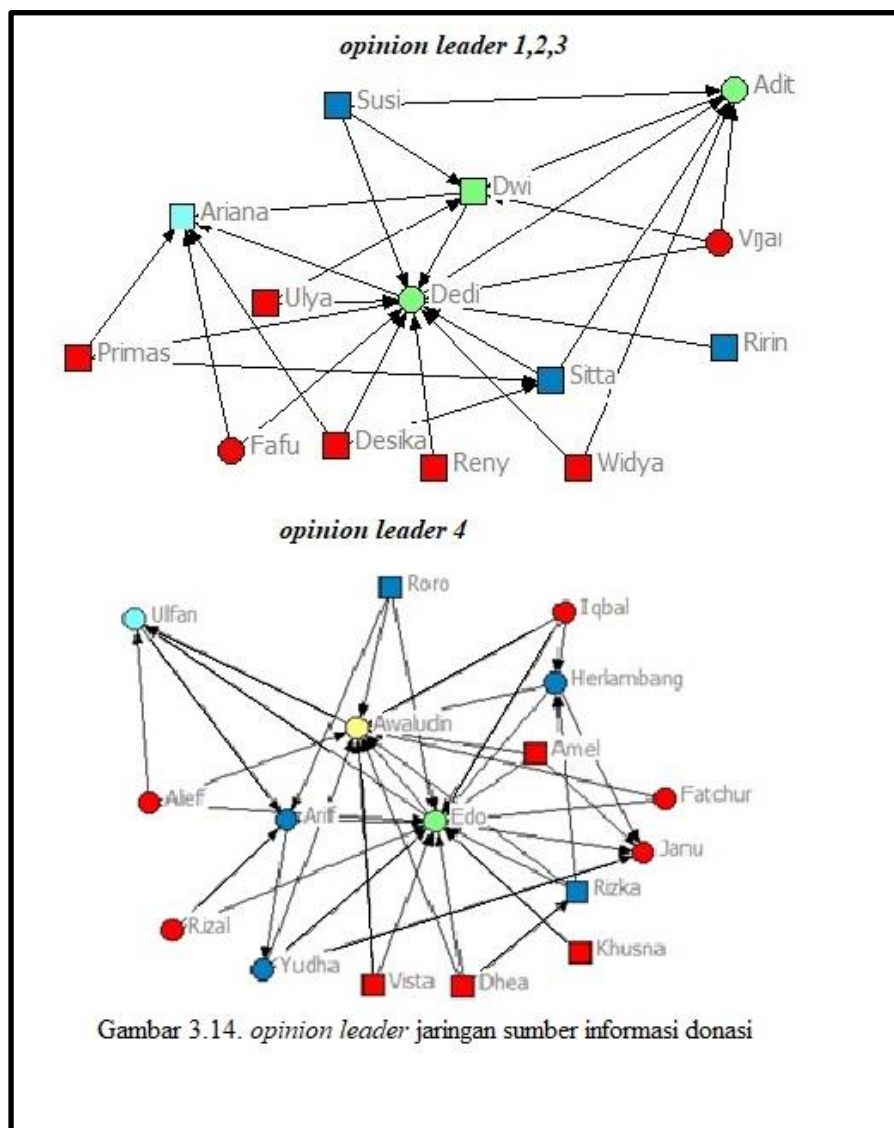 opinion leader 1,2,3
Susi
Adit
Dwi
Ariana
Vijai
Ulya
Dedi
Primas
Ririn
Sitta
Fafu
Desika
Reny
Widya
opinion leader 4
Roro
Ulfan
Iqbal
Herlambang
Awaludin
Amel
Alief
Arif
Edo
Fatchur
Janu
Rizka
Rizal
Khusna
Yudha
Vista
Dhea
Gambar 3.14. opinion leader jaringan sumber informasi donasi